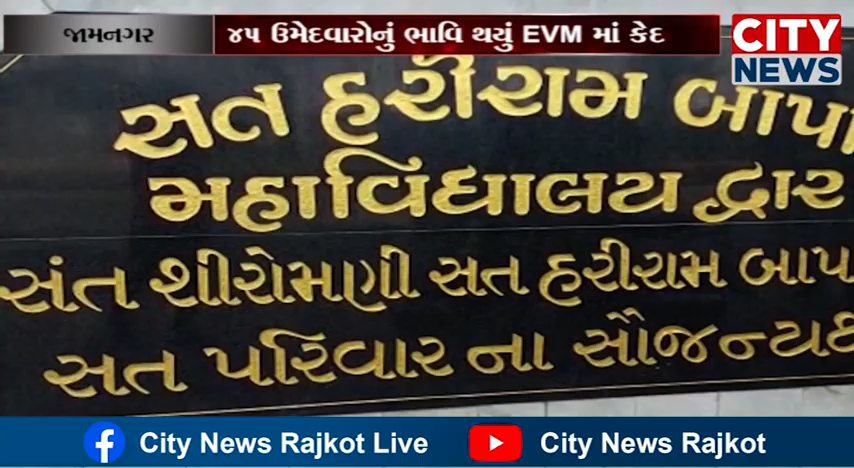 જામનગર
૪૫ ઉમેદવારોનું ભાવિ થયું EVM માં કેદ
CITY
NEWS
સત હરીરામ બાપા
મહાવિદ્યાલય દ્વાર
સંત શીરોમણી સત હરીરામ બાપા
સત પરિવાર ના સૌજન્યથી
City News Rajkot Live
City News Rajkot